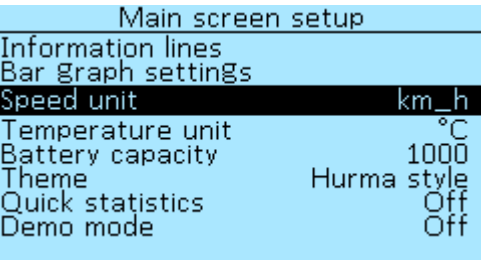 Main screen setup
Information lines
Bar graph settings
Speed unit km_h
Temperature unit °C
Battery capacity 1000
Theme Hurma style
Quick statistics Off
Demo mode Off